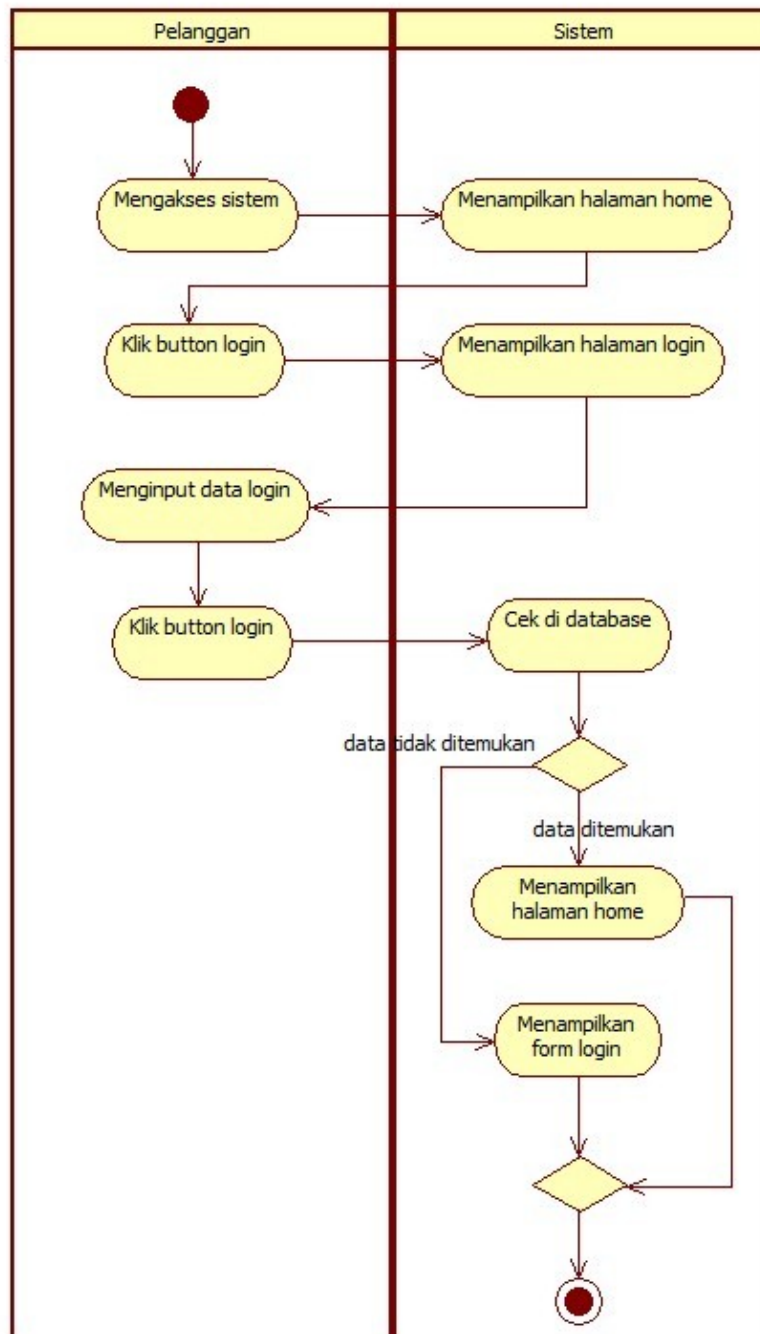 Pelanggan
Sistem
Mengakses sistem
Menampilkan halaman home
Klik button login
Menampilkan halaman login
Menginput data login
Klik button login
Cek di database
data tidak ditemukan
data ditemukan
Menampilkan
halaman home
Menampilkan
form login